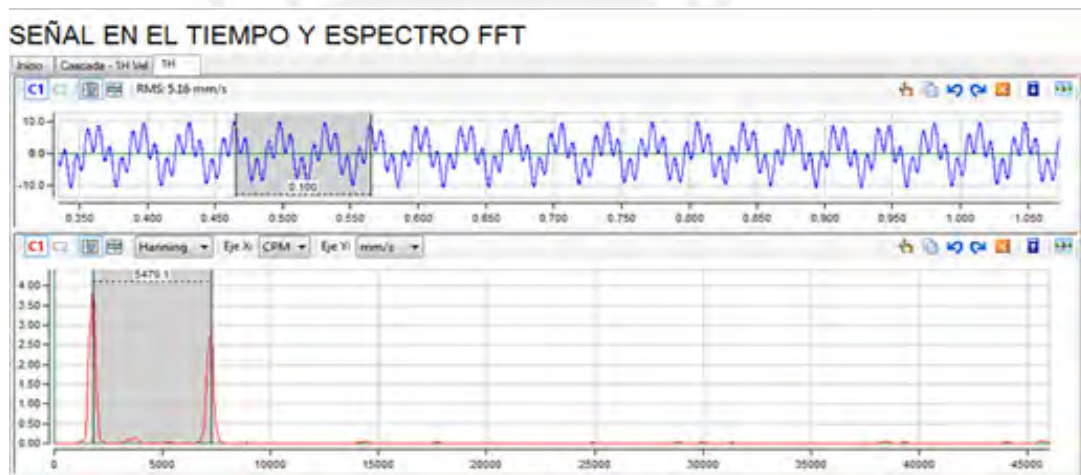 SEÑAL EN EL TIEMPO Y ESPECTRO FFT
Inicio Cascada - 1H Vel 1H
C1 C2 RMS: 5.16 mm/s
10.0
0.0
-10.0
0.100
0.350 0.400 0.450 0.500 0.550 0.600 0.650 0.700 0.750 0.800 0.850 0.900 0.950 1.000 1.050
C1 C2 Hanning Eje X: CPM Eje Y: mm/s
5479.1
4.00
3.50
3.00
2.50
2.00
1.50
1.00
0.50
0.00
0 5000 10000 15000 20000 25000 30000 35000 40000 45000